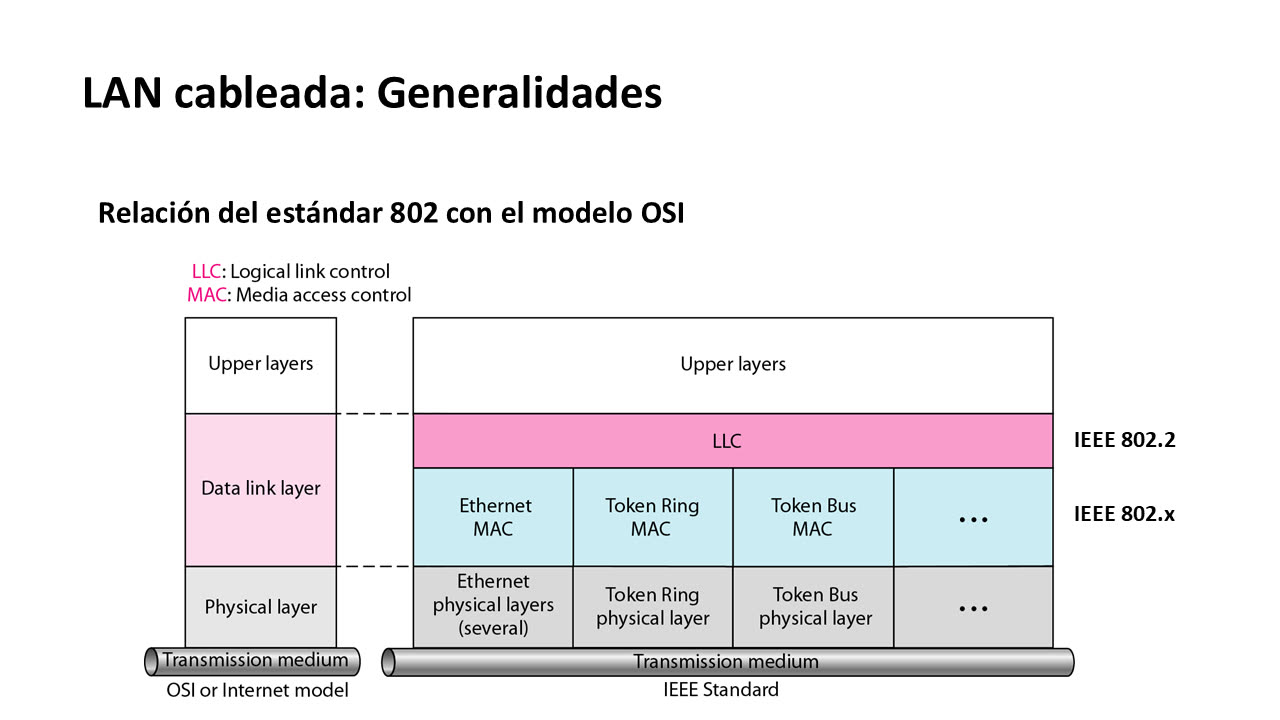 LAN cableada: Generalidades
Relación del estándar 802 con el modelo OSI
LLC: Logical link control
MAC: Media access control
Upper layers
Upper layers
Data link layer
LLC
IEEE 802.2
Ethernet
MAC
Token Ring
MAC
Token Bus
MAC
...
IEEE 802.x
Physical layer
Ethernet
physical layers
(several)
Token Ring
physical layer
Token Bus
physical layer
...
Transmission medium
Transmission medium
OSI or Internet model
IEEE Standard